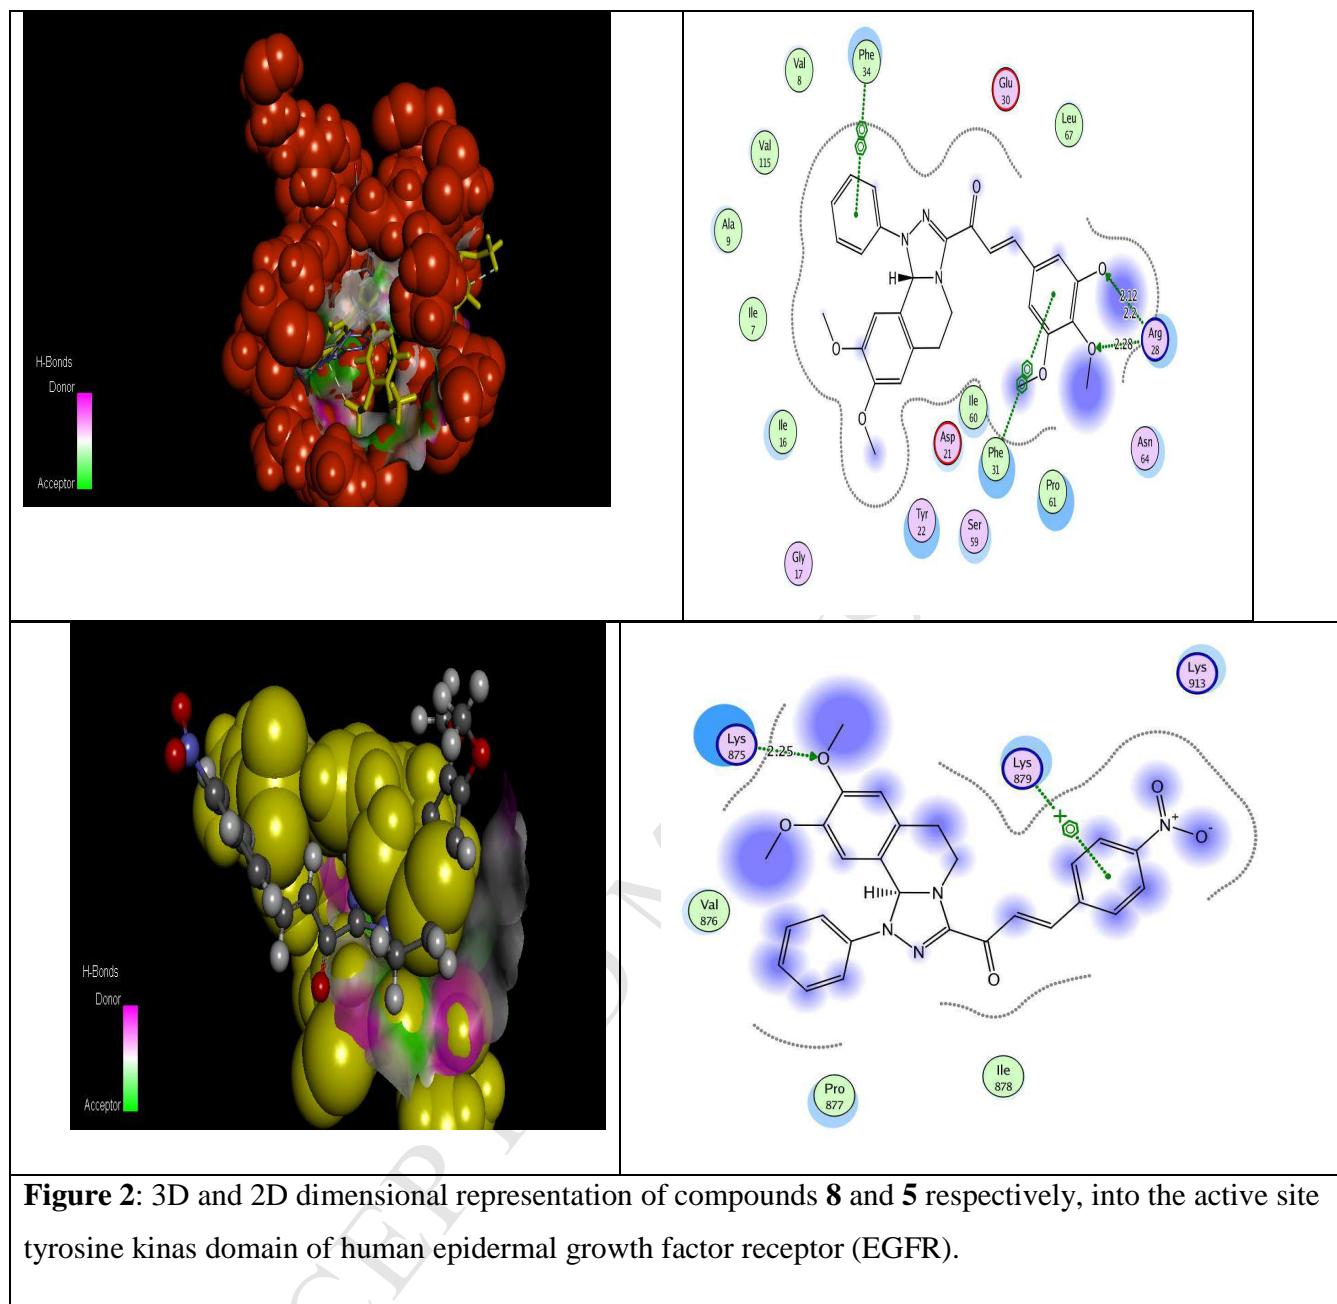 H-Bonds
Donor
Acceptor
Val
8
Phe
34
Glu
30
Leu
67
Val
115
Ala
9
Ile
7
Ile
16
Gly
17
Tyr
22
Asp
21
Ser
59
Ile
60
Phe
31
Pro
61
Asn
64
Arg
28
2.12
2.2
2.28
O
N
N
N
H
O
O
O
O
O
H-Bonds
Donor
Acceptor
Lys
913
Lys
875
2.25
Lys
879
O
O
H
N
N
N
O
O
N+
O-
Val
876
Pro
877
Ile
878
Figure 2: 3D and 2D dimensional representation of compounds 8 and 5 respectively, into the active site
tyrosine kinas domain of human epidermal growth factor receptor (EGFR).